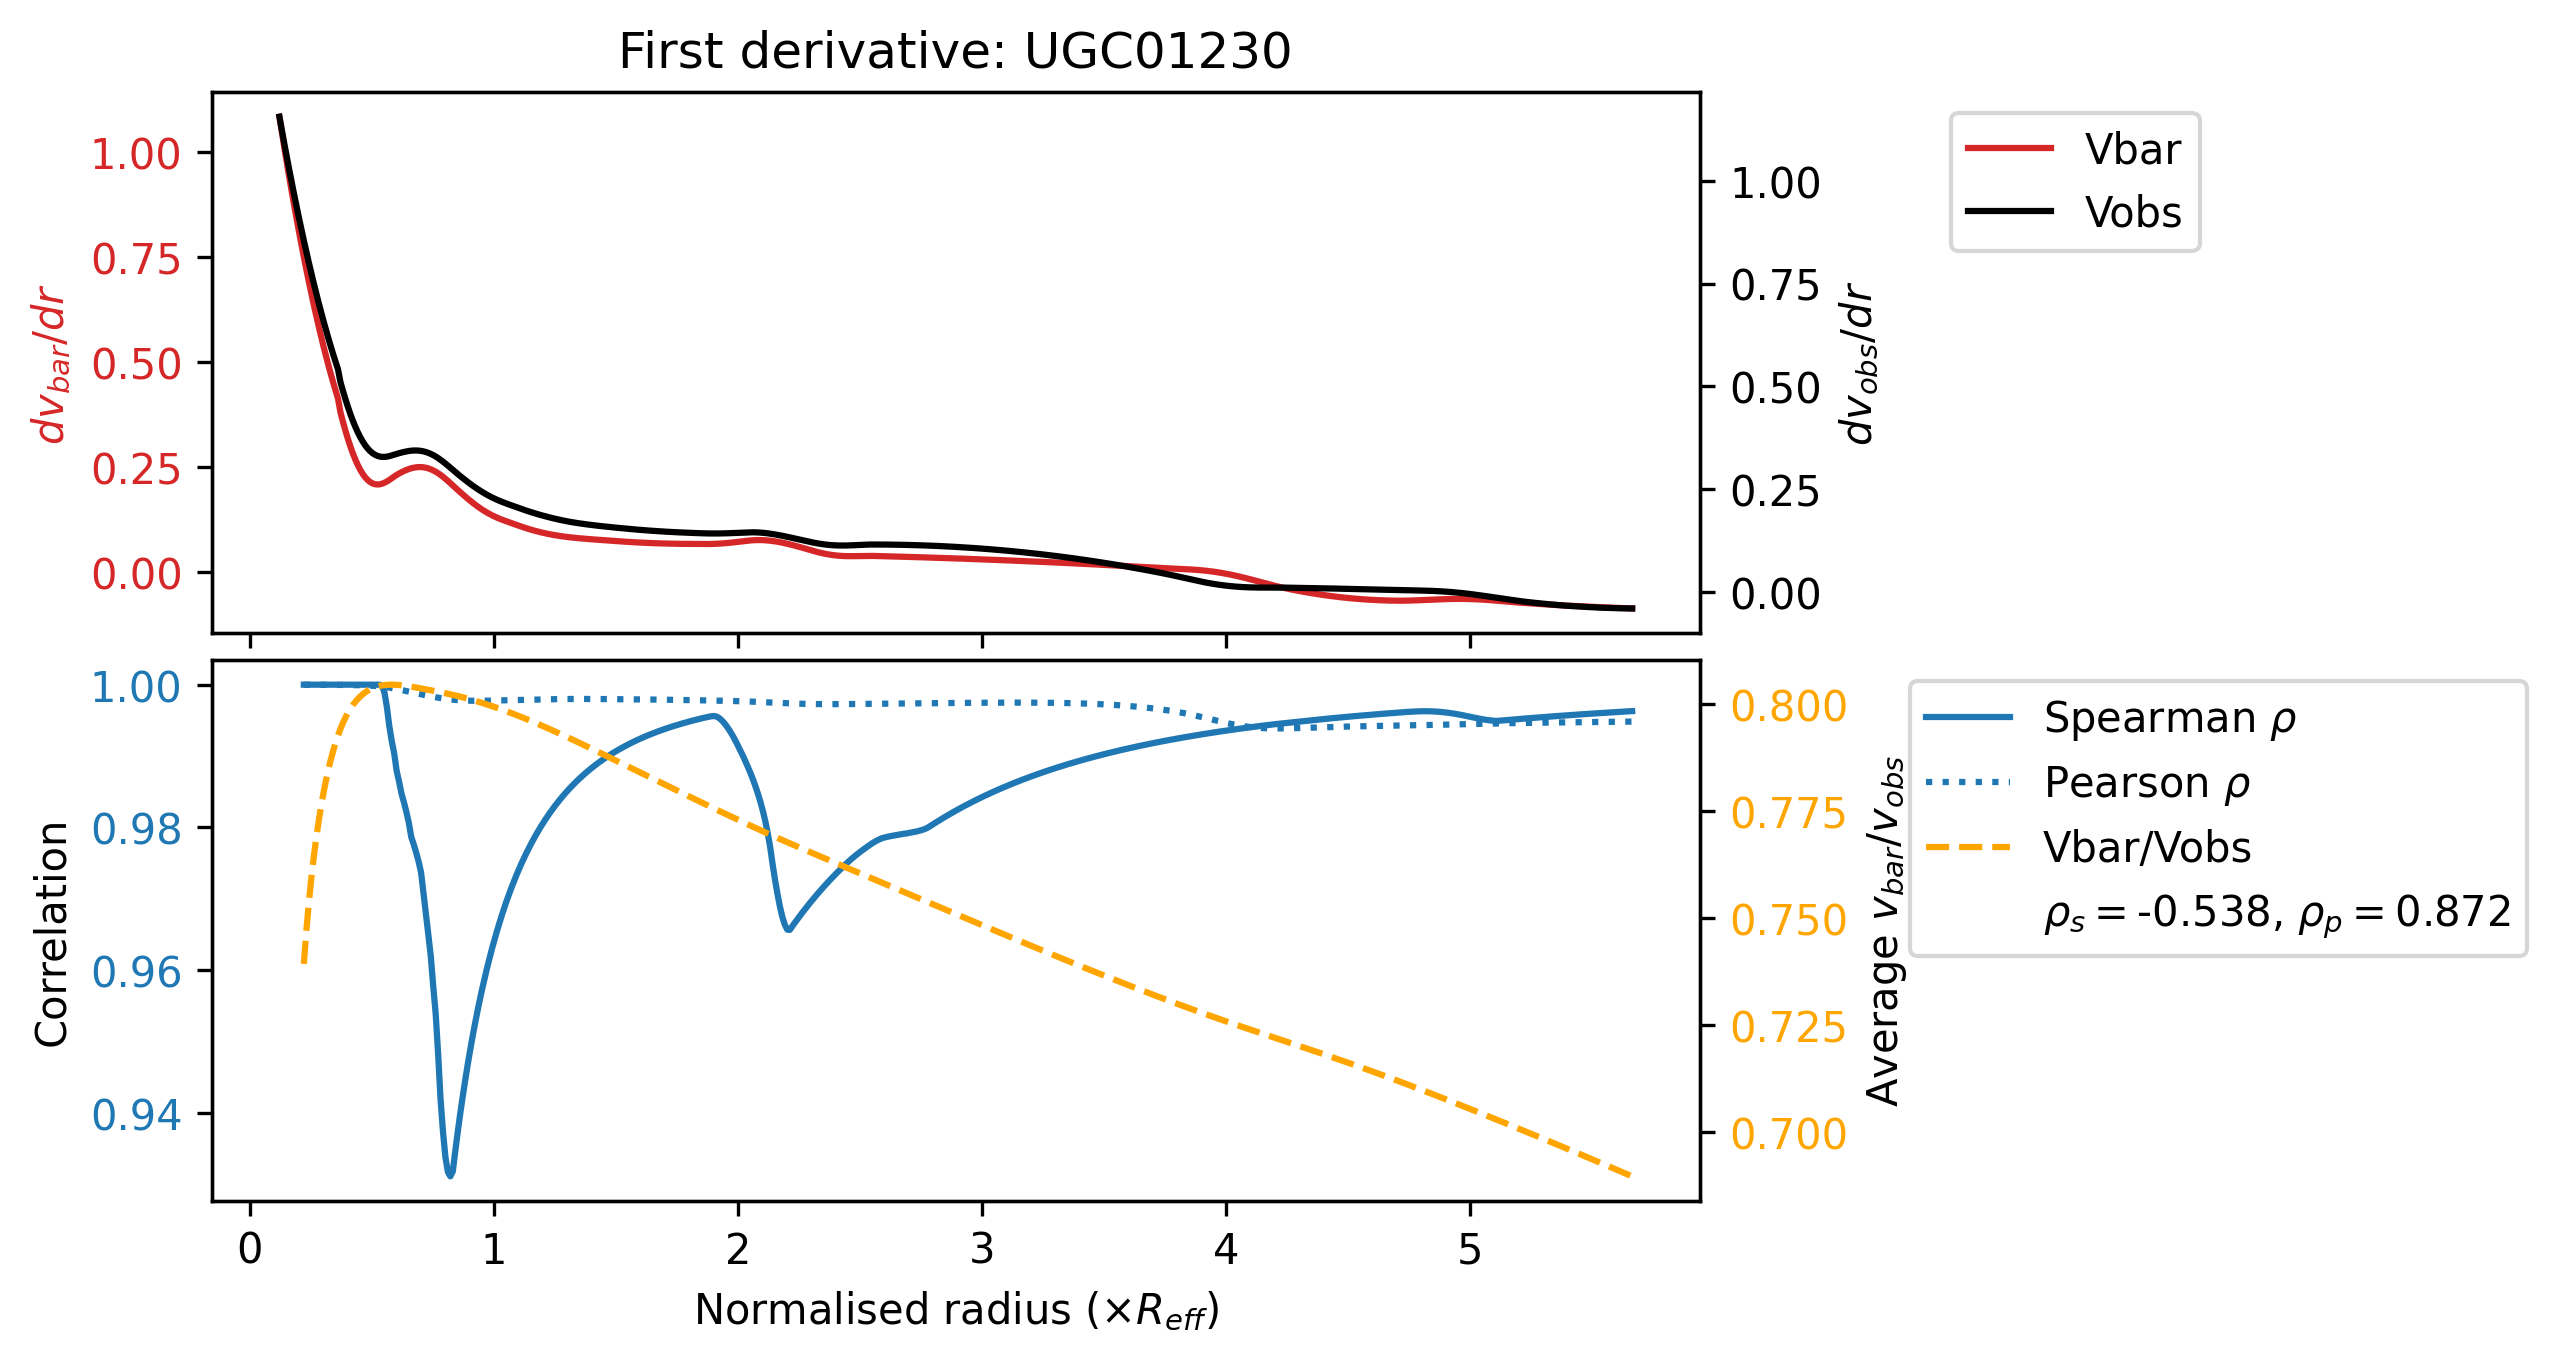 First derivative: UGC01230
1.00
0.75
0.50
0.25
0.00
dv_bar/dr
1.00
0.75
0.50
0.25
0.00
dv_obs/dr
Vbar
Vobs
1.00
0.98
0.96
0.94
Correlation
0.800
0.775
0.750
0.725
0.700
Average v_bar/v_obs
Spearman ρ
Pearson ρ
Vbar/Vobs
ρ_s = -0.538, ρ_p = 0.872
0 1 2 3 4 5
Normalised radius (×R_eff)